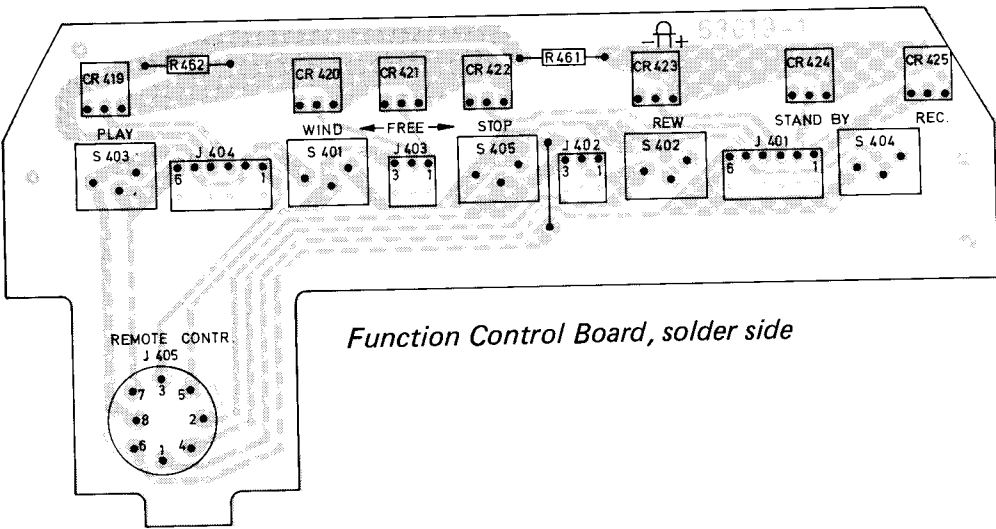 53013-1
- +
CR 419 R 462 CR 420 CR 421 CR 422 R 461 CR 423 CR 424 CR 425
PLAY WIND FREE STOP REW STAND BY REC.
S 403 J 404 S 401 J 403 S 405 J 402 S 402 J 401 S 404
6 1 3 1 3 1 6 1
REMOTE CONTR.
J 405
7 3 5
8 2
6 1 4
Function Control Board, solder side